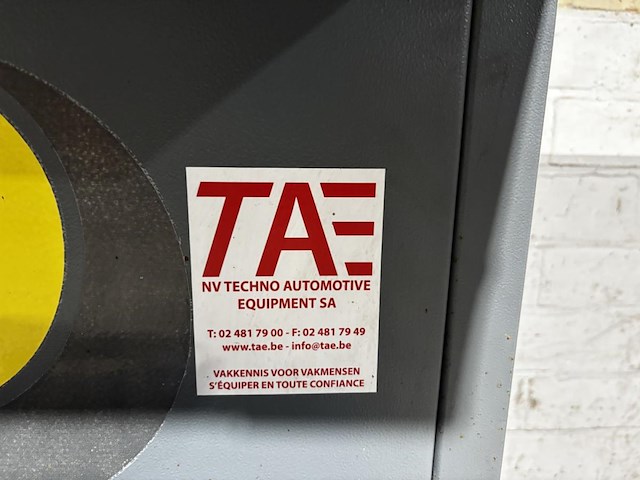 TAE
NV TECHNO AUTOMOTIVE
EQUIPMENT SA
T: 02 481 79 00 - F: 02 481 79 49
www.tae.be - info@tae.be
VAKKENNIS VOOR VAKMENSEN
S'ÉQUIPER EN TOUTE CONFIANCE